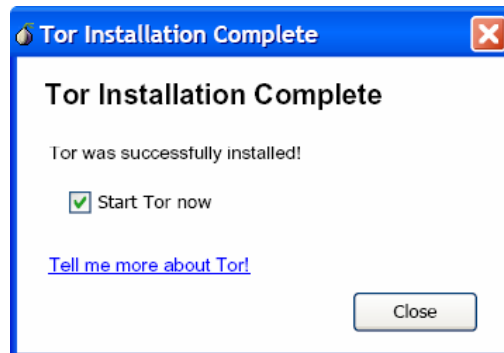 Tor Installation Complete
Tor Installation Complete
Tor was successfully installed!
Start Tor now
Tell me more about Tor!
Close